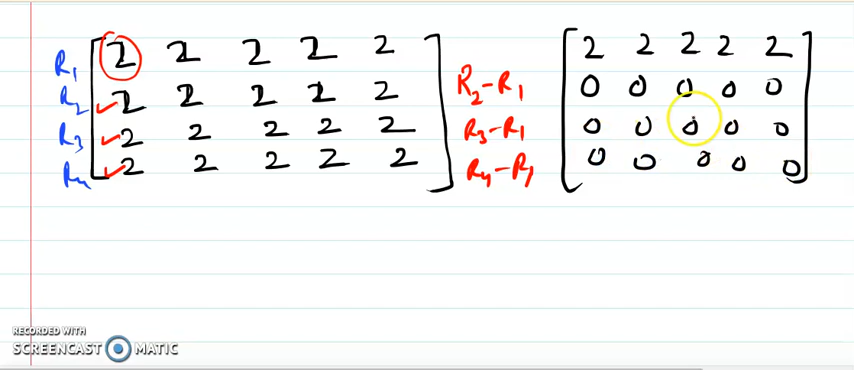 R1 2 2 2 2 2 2 2 2 2 2
R2 2 2 2 2 2 R2-R1 0 0 0 0 0
R3 2 2 2 2 2 R3-R1 0 0 0 0 0
R4 2 2 2 2 2 R4-R1 0 0 0 0 0
RECORDED WITH
SCREENCAST MATIC